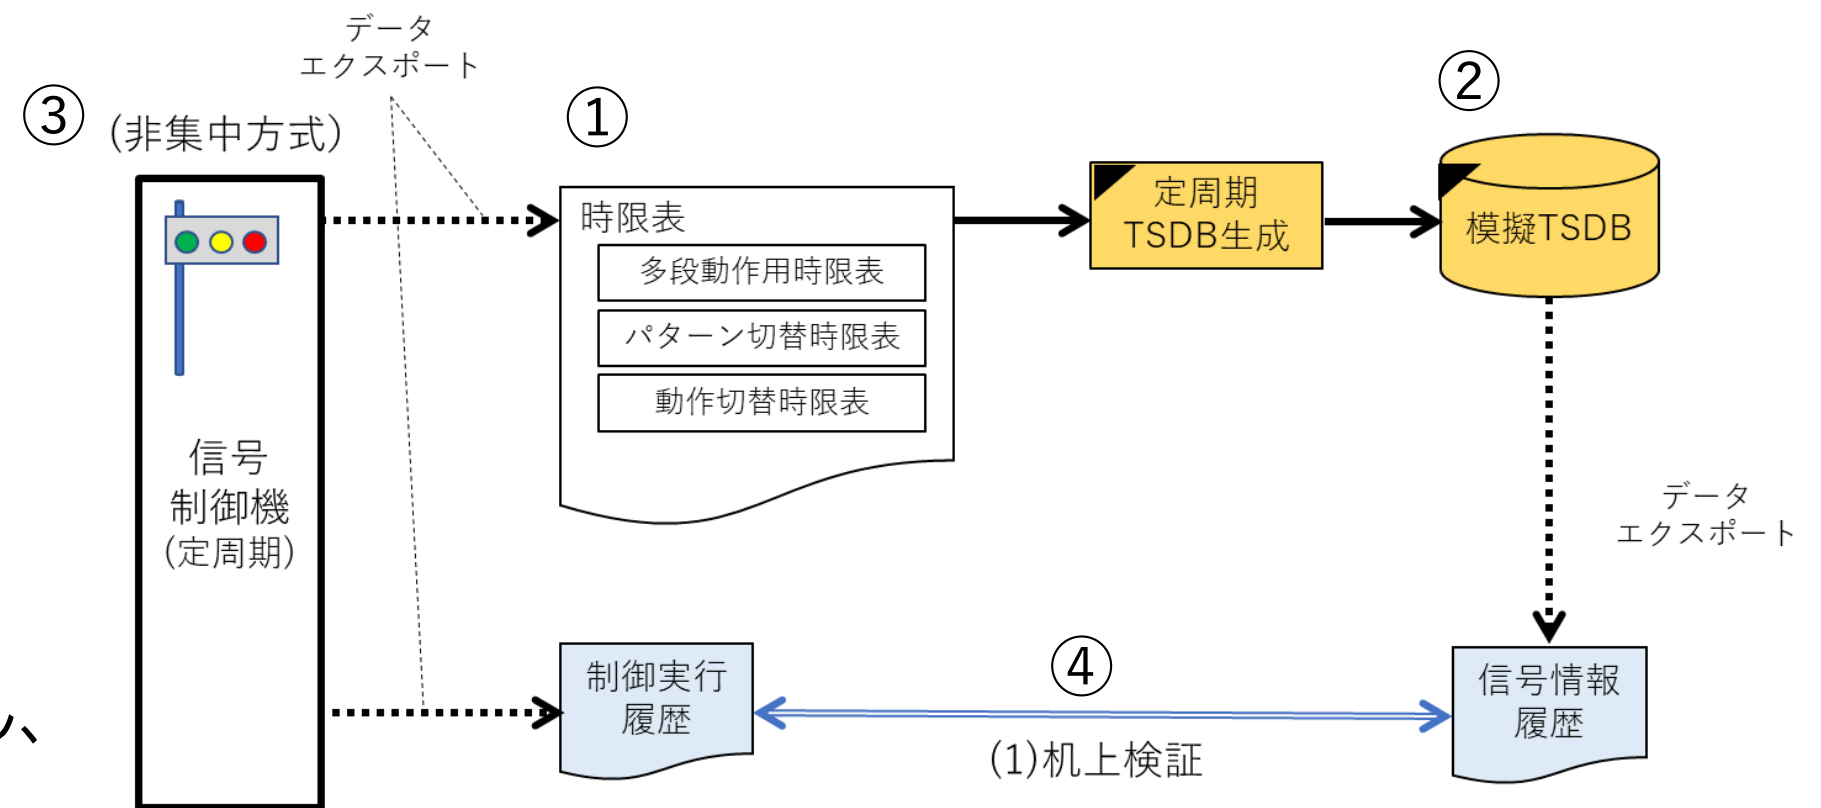 データ
エクスポート
③
(非集中方式)
①
②
時限表
多段動作用時限表
パターン切替時限表
動作切替時限表
定周期
TSDB生成
模擬TSDB
信号
制御機
(定周期)
データ
エクスポート
制御実行
履歴
④
(1)机上検証
信号情報
履歴